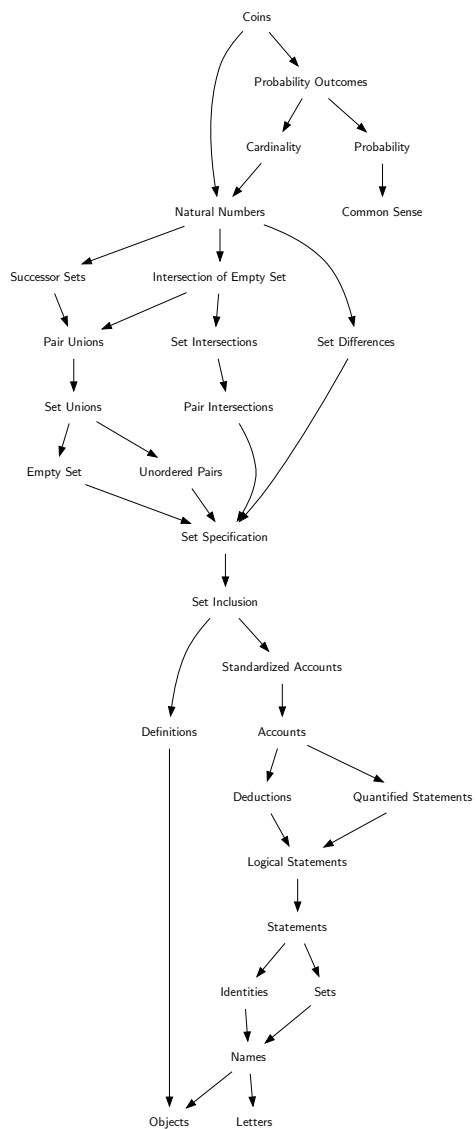 Coins
Probability Outcomes
Cardinality
Probability
Natural Numbers
Common Sense
Successor Sets
Intersection of Empty Set
Pair Unions
Set Intersections
Set Differences
Set Unions
Pair Intersections
Empty Set
Unordered Pairs
Set Specification
Set Inclusion
Standardized Accounts
Definitions
Accounts
Deductions
Quantified Statements
Logical Statements
Statements
Identities
Sets
Names
Objects
Letters